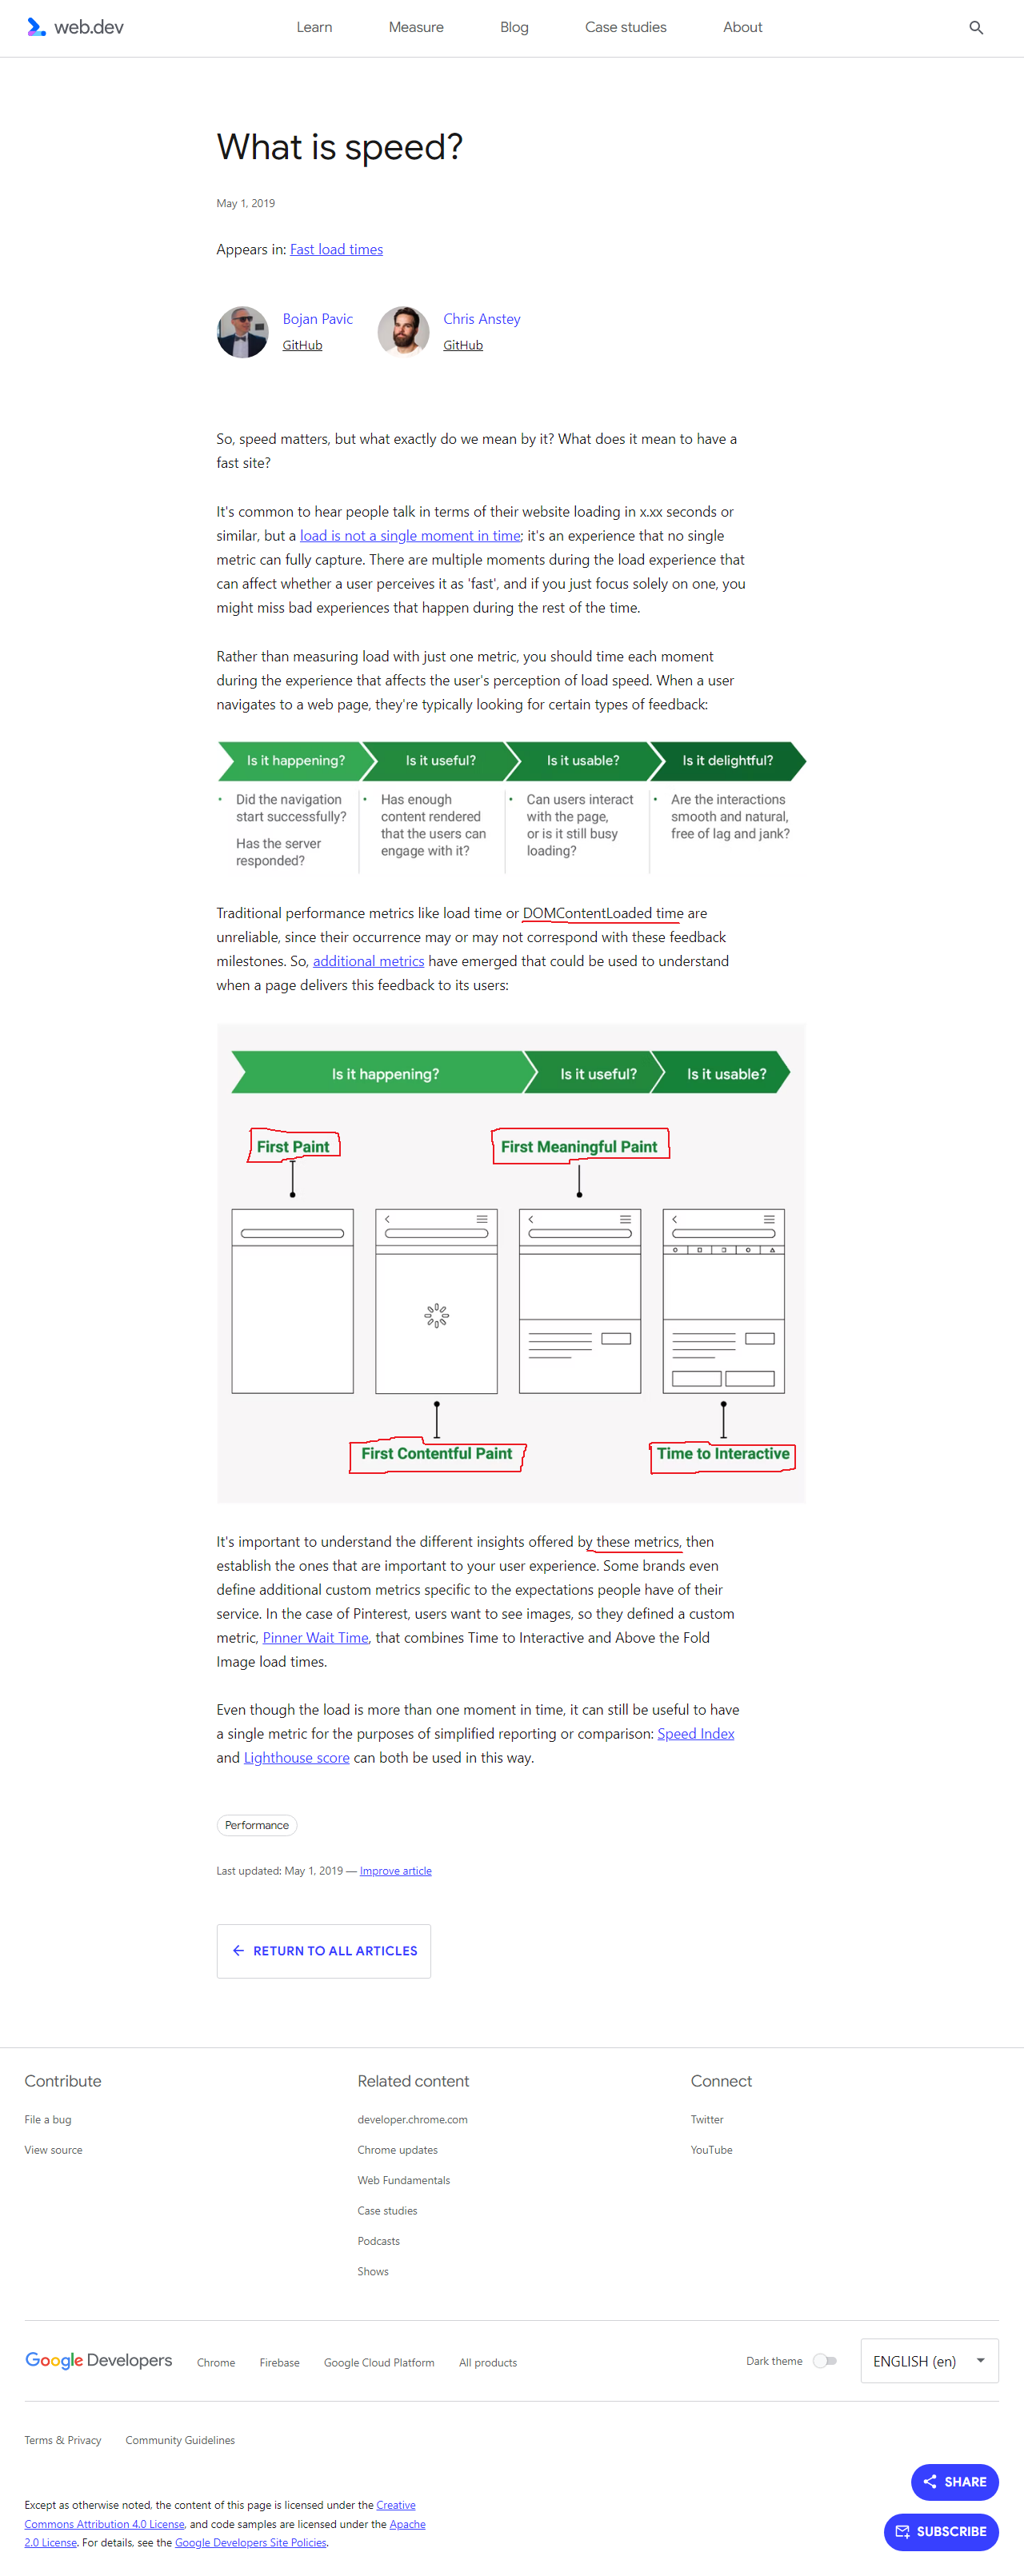 web.dev
Learn
Measure
Blog
Case studies
About
What is speed?
May 1, 2019
Appears in: Fast load times
Bojan Pavic
GitHub
Chris Anstey
GitHub
So, speed matters, but what exactly do we mean by it? What does it mean to have a
fast site?
It's common to hear people talk in terms of their website loading in x.xx seconds or
similar, but a load is not a single moment in time; it's an experience that no single
metric can fully capture. There are multiple moments during the load experience that
can affect whether a user perceives it as 'fast', and if you just focus solely on one, you
might miss bad experiences that happen during the rest of the time.
Rather than measuring load with just one metric, you should time each moment
during the experience that affects the user's perception of load speed. When a user
navigates to a web page, they're typically looking for certain types of feedback:
Is it happening?
Is it useful?
Is it usable?
Is it delightful?
• Did the navigation
start successfully?
Has the server
responded?
• Has enough
content rendered
that the users can
engage with it?
• Can users interact
with the page,
or is it still busy
loading?
• Are the interactions
smooth and natural,
free of lag and jank?
Traditional performance metrics like load time or DOMContentLoaded time are
unreliable, since their occurrence may or may not correspond with these feedback
milestones. So, additional metrics have emerged that could be used to understand
when a page delivers this feedback to its users:
Is it happening?
Is it useful?
Is it usable?
First Paint
First Meaningful Paint
First Contentful Paint
Time to Interactive
It's important to understand the different insights offered by these metrics, then
establish the ones that are important to your user experience. Some brands even
define additional custom metrics specific to the expectations people have of their
service. In the case of Pinterest, users want to see images, so they defined a custom
metric, Pinner Wait Time, that combines Time to Interactive and Above the Fold
Image load times.
Even though the load is more than one moment in time, it can still be useful to have
a single metric for the purposes of simplified reporting or comparison: Speed Index
and Lighthouse score can both be used in this way.
Performance
Last updated: May 1, 2019 — Improve article
RETURN TO ALL ARTICLES
Contribute
File a bug
View source
Related content
developer.chrome.com
Chrome updates
Web Fundamentals
Case studies
Podcasts
Shows
Connect
Twitter
YouTube
Google Developers
Chrome
Firebase
Google Cloud Platform
All products
Dark theme
ENGLISH (en)
Terms & Privacy
Community Guidelines
SHARE
Except as otherwise noted, the content of this page is licensed under the Creative
Commons Attribution 4.0 License, and code samples are licensed under the Apache
2.0 License. For details, see the Google Developers Site Policies.
SUBSCRIBE